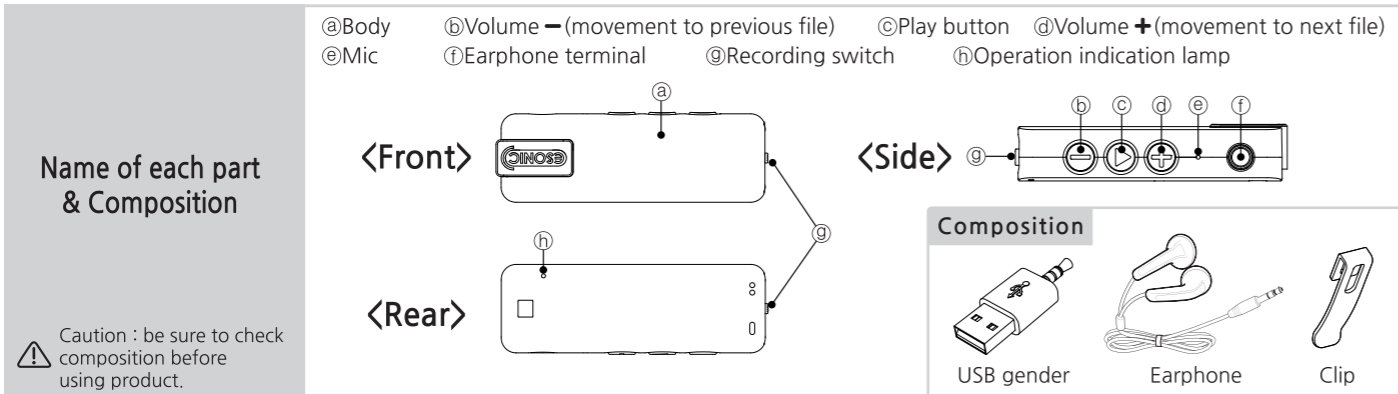 ⓐBody ⓑVolume ━ (movement to previous file) ⓒPlay button ⓓVolume ✚ (movement to next file)
ⓔMic ⓕEarphone terminal ⓖRecording switch ⓗOperation indication lamp
Name of each part
& Composition
Caution : be sure to check
composition before
using product.
<Front>
ⓐ
ESONIC
<Rear>
ⓗ
ⓖ
<Side>
ⓖ
ⓑ ⓒ ⓓ ⓔ ⓕ
Composition
USB gender Earphone Clip